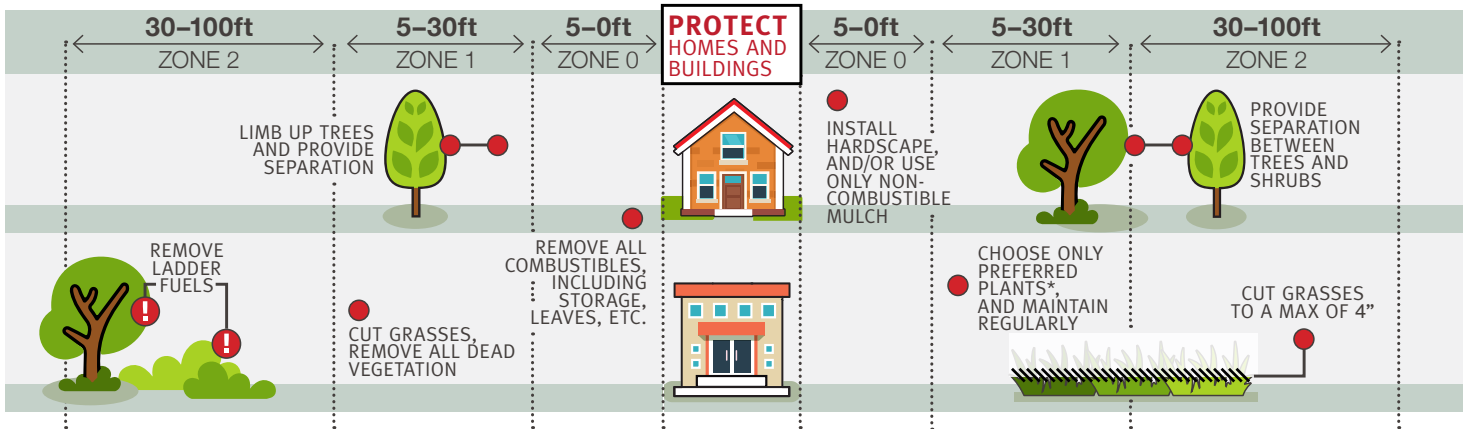 30–100ft
ZONE 2
5–30ft
ZONE 1
5–0ft
ZONE 0
PROTECT
HOMES AND
BUILDINGS
5–0ft
ZONE 0
5–30ft
ZONE 1
30–100ft
ZONE 2
LIMB UP TREES
AND PROVIDE
SEPARATION
INSTALL
HARDSCAPE,
AND/OR USE
ONLY NON-
COMBUSTIBLE
MULCH
PROVIDE
SEPARATION
BETWEEN
TREES AND
SHRUBS
REMOVE
LADDER
FUELS
!
!
CUT GRASSES,
REMOVE ALL DEAD
VEGETATION
REMOVE ALL
COMBUSTIBLES,
INCLUDING
STORAGE,
LEAVES, ETC.
CHOOSE ONLY
PREFERRED
PLANTS*,
AND MAINTAIN
REGULARLY
CUT GRASSES
TO A MAX OF 4”